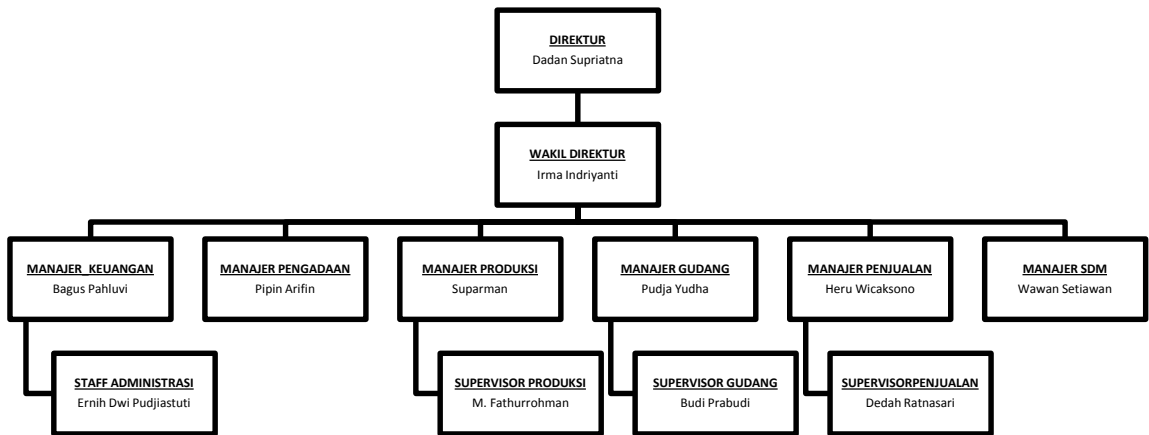 DIREKTUR
Dadan Supriatna
WAKIL DIREKTUR
Irma Indriyanti
MANAJER_KEUANGAN
Bagus Pahluvi
MANAJER PENGADAAN
Pipin Arifin
MANAJER PRODUKSI
Suparman
MANAJER GUDANG
Pudja Yudha
MANAJER PENJUALAN
Heru Wicaksono
MANAJER SDM
Wawan Setiawan
STAFF ADMINISTRASI
Ernih Dwi Pudjiastuti
SUPERVISOR PRODUKSI
M. Fathurrohman
SUPERVISOR GUDANG
Budi Prabudi
SUPERVISORPENJUALAN
Dedah Ratnasari